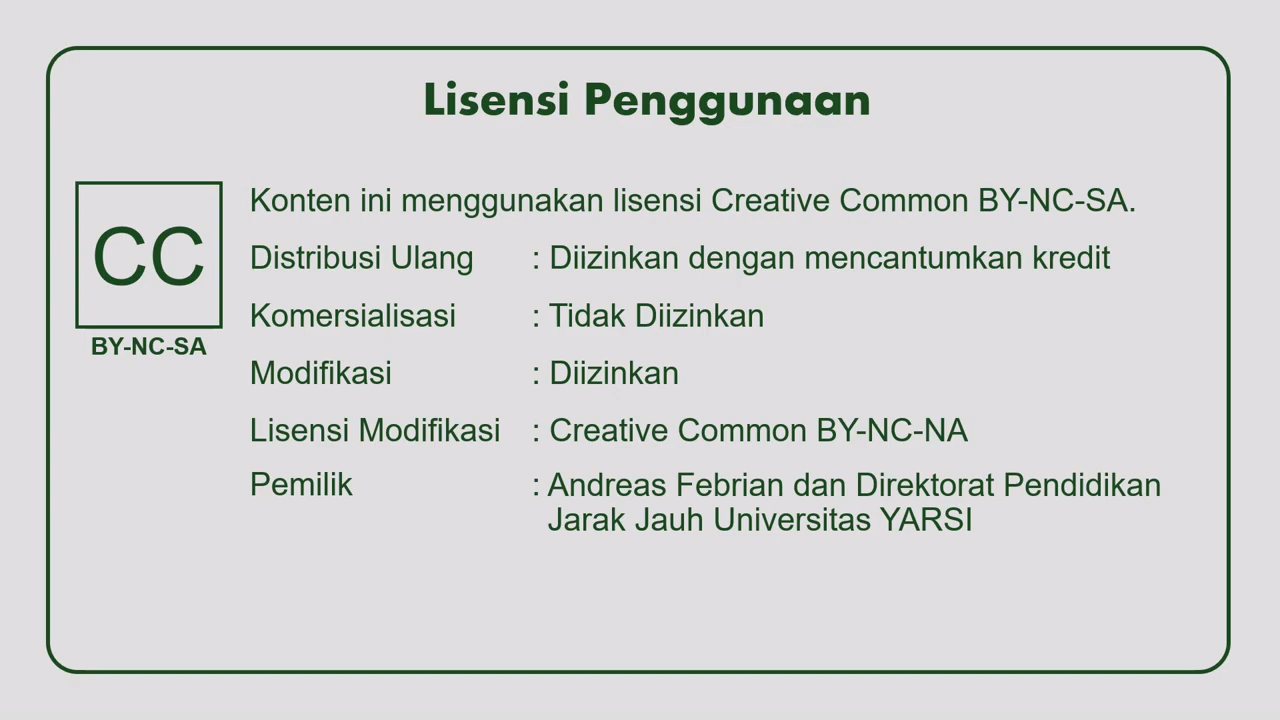 Lisensi Penggunaan
CC
BY-NC-SA
Konten ini menggunakan lisensi Creative Common BY-NC-SA.
Distribusi Ulang : Diizinkan dengan mencantumkan kredit
Komersialisasi : Tidak Diizinkan
Modifikasi : Diizinkan
Lisensi Modifikasi : Creative Common BY-NC-NA
Pemilik : Andreas Febrian dan Direktorat Pendidikan
Jarak Jauh Universitas YARSI